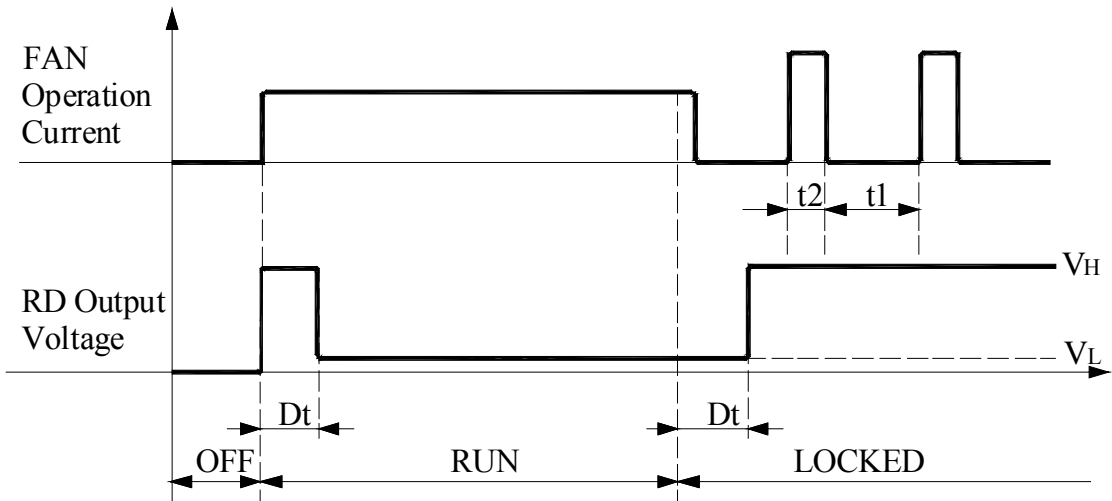 FAN
Operation
Current
t2
t1
VH
RD Output
Voltage
VL
Dt
Dt
OFF
RUN
LOCKED